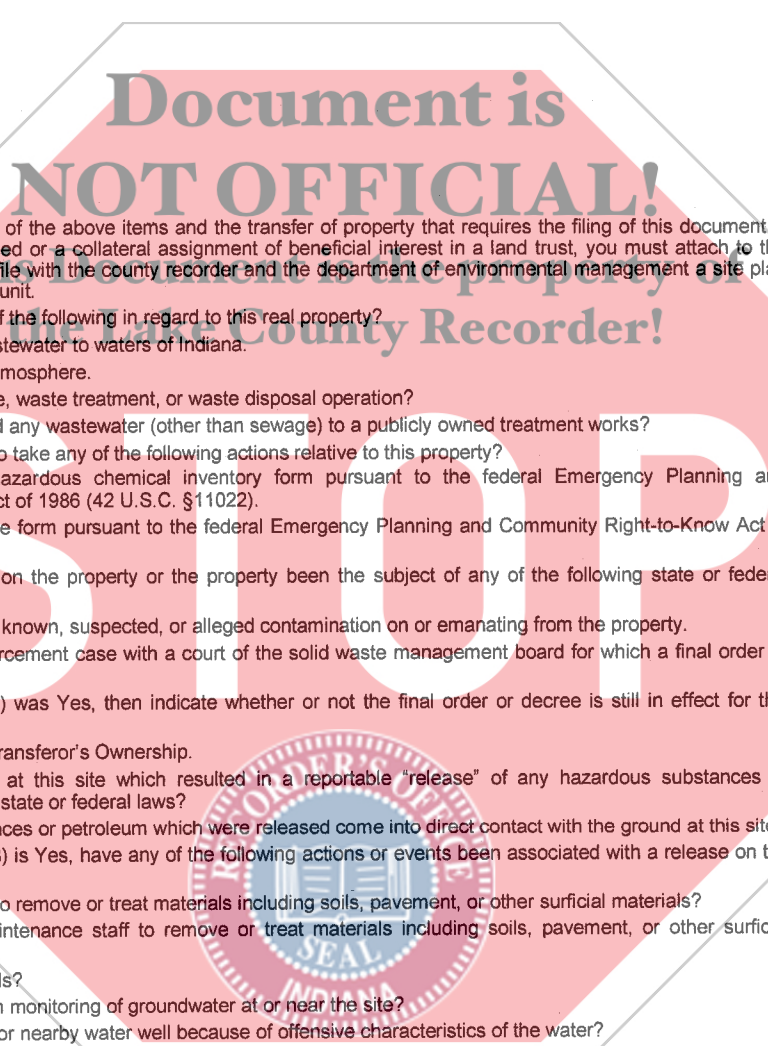 Document is
NOT OFFICIAL!
of the above items and the transfer of property that requires the filing of this document
ed or a collateral assignment of beneficial interest in a land trust, you must attach to
file with the county recorder and the department of environmental management a site
Document is the property of
unit.
the Lake County Recorder!
the following in regard to this real property?
to waters of Indiana.
waste treatment, or waste disposal operation?
any wastewater (other than sewage) to a publicly owned treatment works?
take any of the following actions relative to this property?
chemical inventory form pursuant to the federal Emergency Planning
of 1986 (42 U.S.C. §11022).
form pursuant to the federal Emergency Planning and Community Right-to-Know Act
STOP
on the property or the property been the subject of any of the following state or
known, suspected, or alleged contamination on or emanating from the property.
case with a court of the solid waste management board for which a final order
) was Yes, then indicate whether or not the final order or decree is still in effect for
Ownership.
at this site which resulted in a reportable “release” of any hazardous substances
state or federal laws?
or petroleum which were released come into direct contact with the ground at this
) is Yes, have any of the following actions or events been associated with a release on
to remove or treat materials including soils, pavement, or other surficial materials?
staff to remove or treat materials including soils, pavement, or other
monitoring of groundwater at or near the site?
or nearby water well because of offensive characteristics of the water?
RECORDER'S OFFICE
SEAL
INDIANA